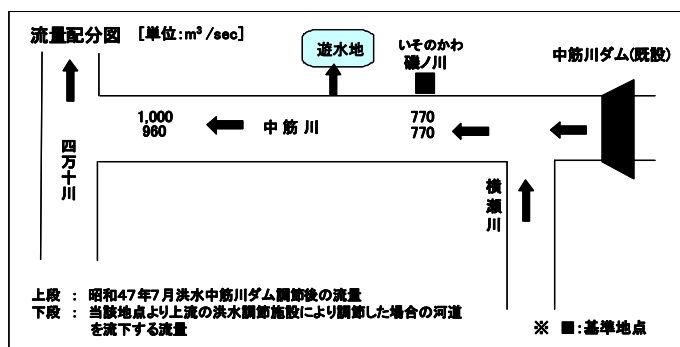 流量配分図 [単位:m³/sec]
遊水地
いそのかわ
磯ノ川
中筋川ダム(既設)
1,000
960
中筋川
770
770
四万十川
横瀬川
上段 : 昭和47年7月洪水中筋川ダム調節後の流量
下段 : 当該地点より上流の洪水調節施設により調節した場合の河道
を流下する流量
※ ■:基準地点